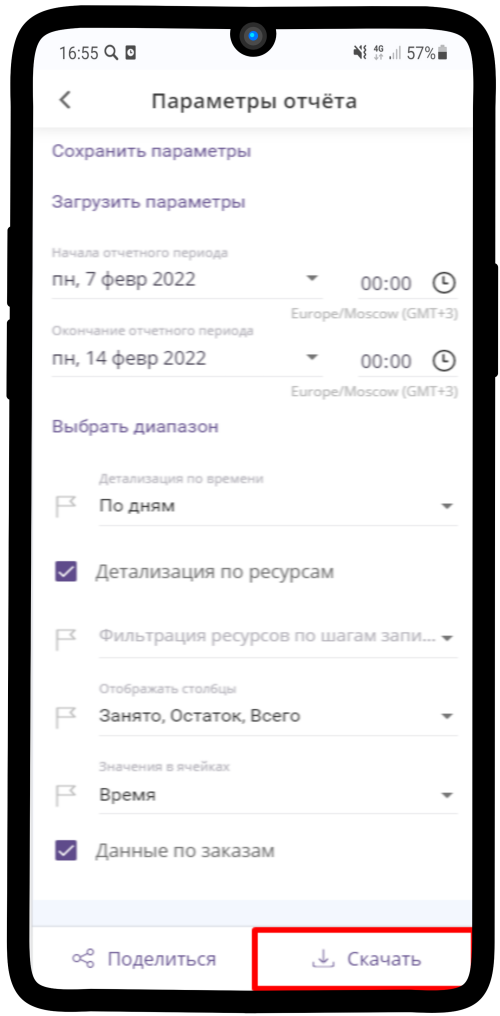 16:55
4G
57%
Параметры отчёта
Сохранить параметры
Загрузить параметры
Начала отчетного периода
пн, 7 февр 2022
00:00
Europe/Moscow (GMT+3)
Окончание отчетного периода
пн, 14 февр 2022
00:00
Europe/Moscow (GMT+3)
Выбрать диапазон
Детализация по времени
По дням
Детализация по ресурсам
Фильтрация ресурсов по шагам запи...
Отображать столбцы
Занято, Остаток, Всего
Значения в ячейках
Время
Данные по заказам
Поделиться
Скачать